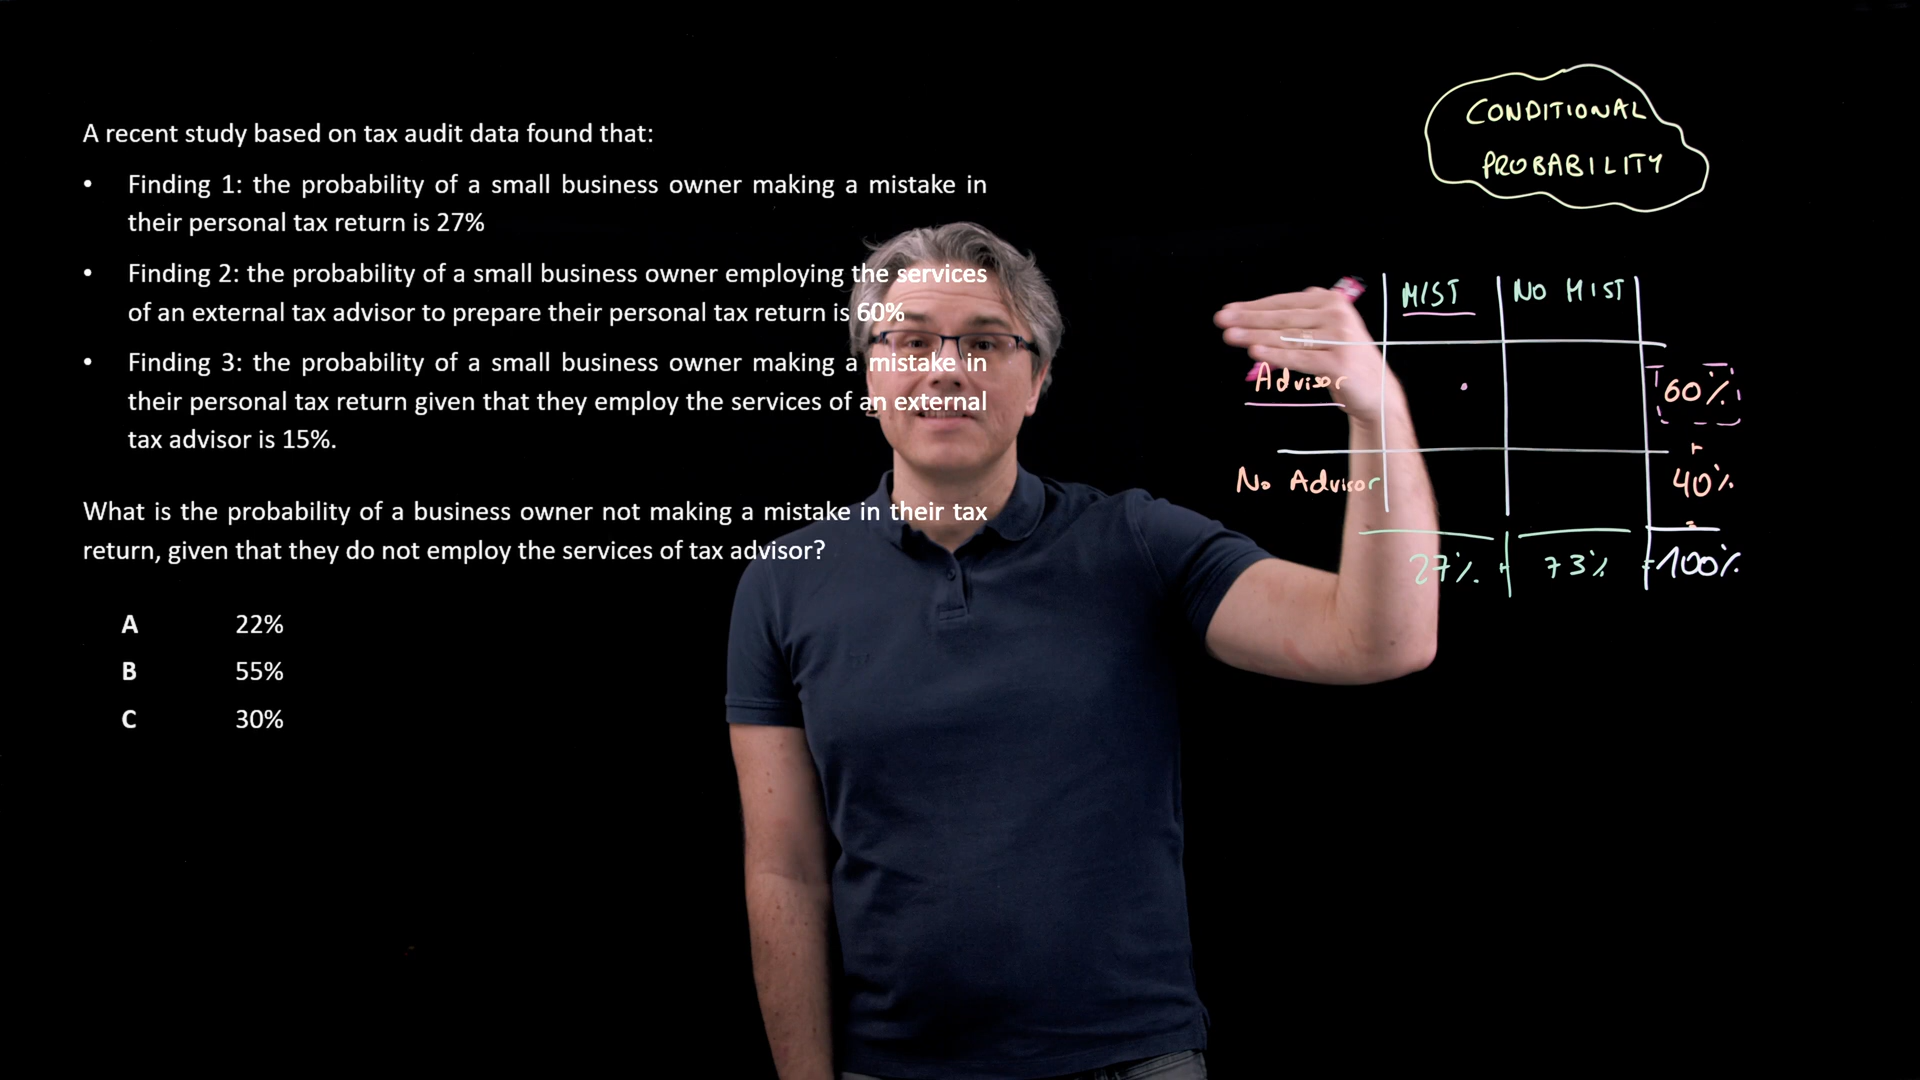 A recent study based on tax audit data found that:
• Finding 1: the probability of a small business owner making a mistake in
their personal tax return is 27%
• Finding 2: the probability of a small business owner employing the services
of an external tax advisor to prepare their personal tax return is 60%
• Finding 3: the probability of a small business owner making a mistake in
their personal tax return given that they employ the services of an external
tax advisor is 15%.
What is the probability of a business owner not making a mistake in their tax
return, given that they do not employ the services of tax advisor?
A 22%
B 55%
C 30%
CONDITIONAL
PROBABILITY
MIST NO MIST
Advisor 60%
+
No Advisor 40%
=
27% + 73% = 100%